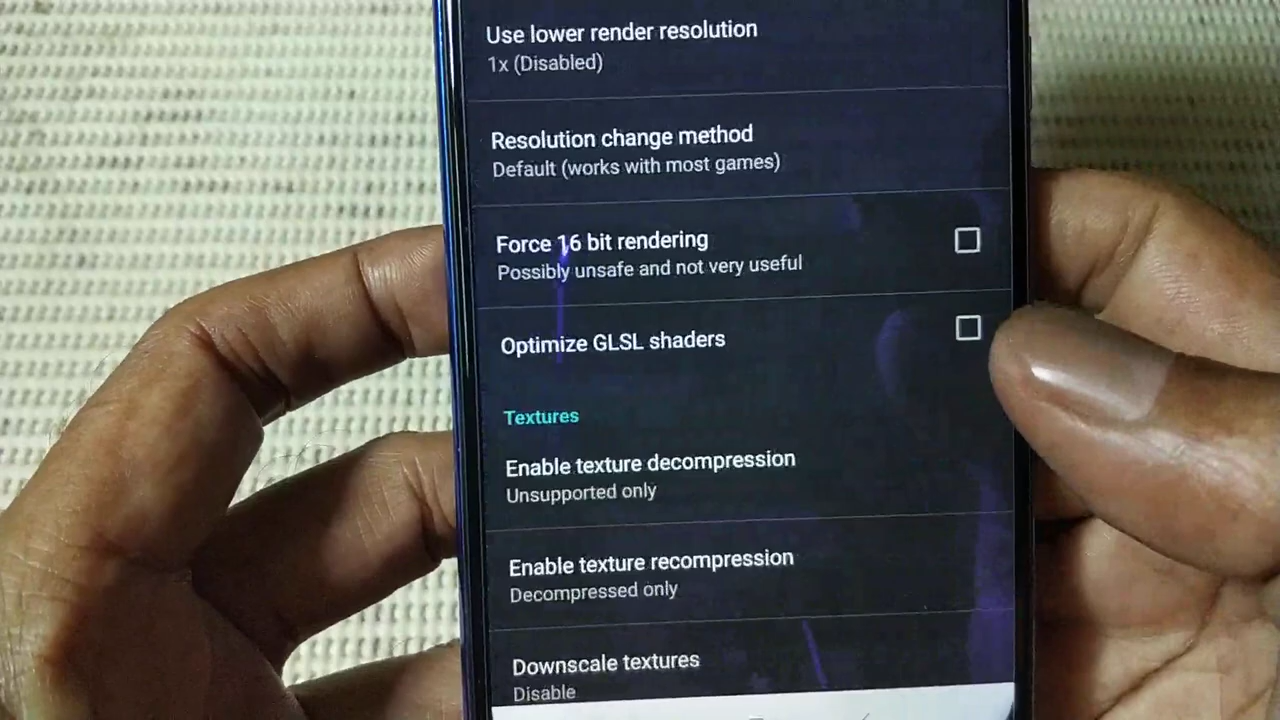 Use lower render resolution
1x (Disabled)
Resolution change method
Default (works with most games)
Force 16 bit rendering
Possibly unsafe and not very useful
Optimize GLSL shaders
Textures
Enable texture decompression
Unsupported only
Enable texture recompression
Decompressed only
Downscale textures
Disable